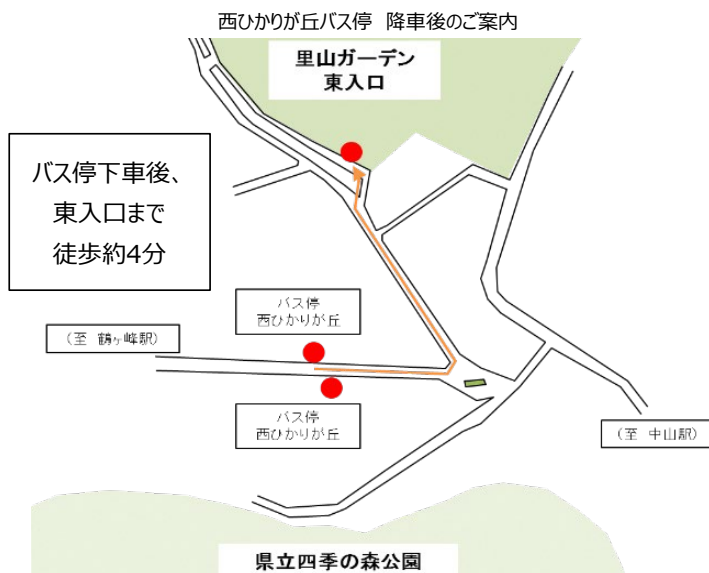 西ひかりが丘バス停 降車後のご案内
里山ガーデン
東入口
バス停下車後、
東入口まで
徒歩約4分
バス停
西ひかりが丘
（至 鶴ヶ峰駅）
バス停
西ひかりが丘
（至 中山駅）
県立四季の森公園